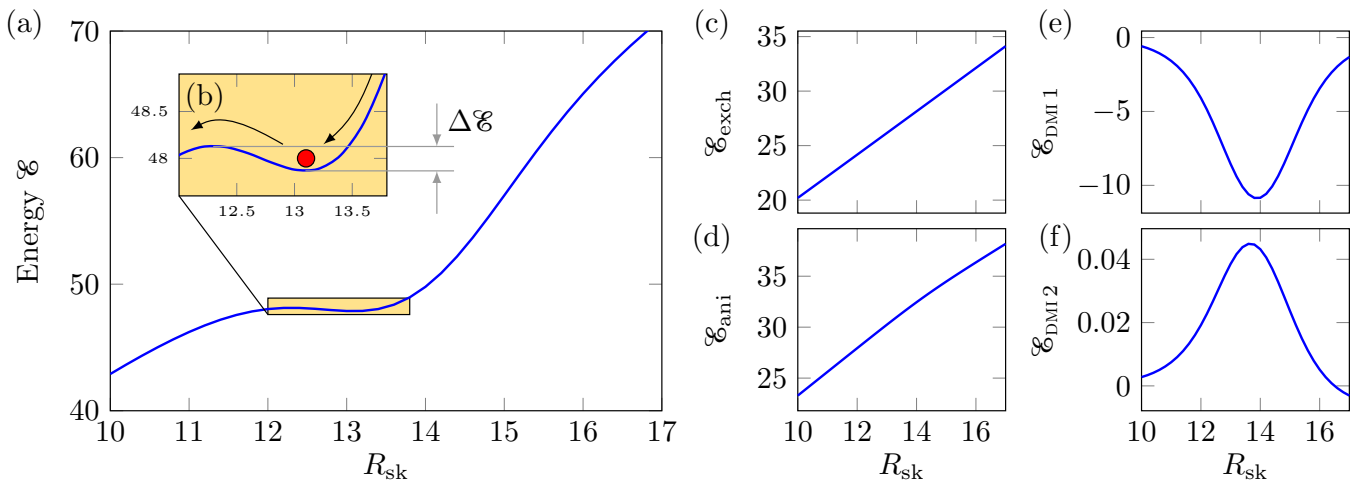 (a)
Energy ℰ
70
60
50
40
10 11 12 13 14 15 16 17
R_sk
(b)
48.5
48
12.5 13 13.5
Δℰ
(c)
ℰ_exch
35
30
25
20
(d)
ℰ_ani
35
30
25
10 12 14 16
R_sk
(e)
ℰ_DMI 1
0
−5
−10
(f)
ℰ_DMI 2
0.04
0.02
0
10 12 14 16
R_sk